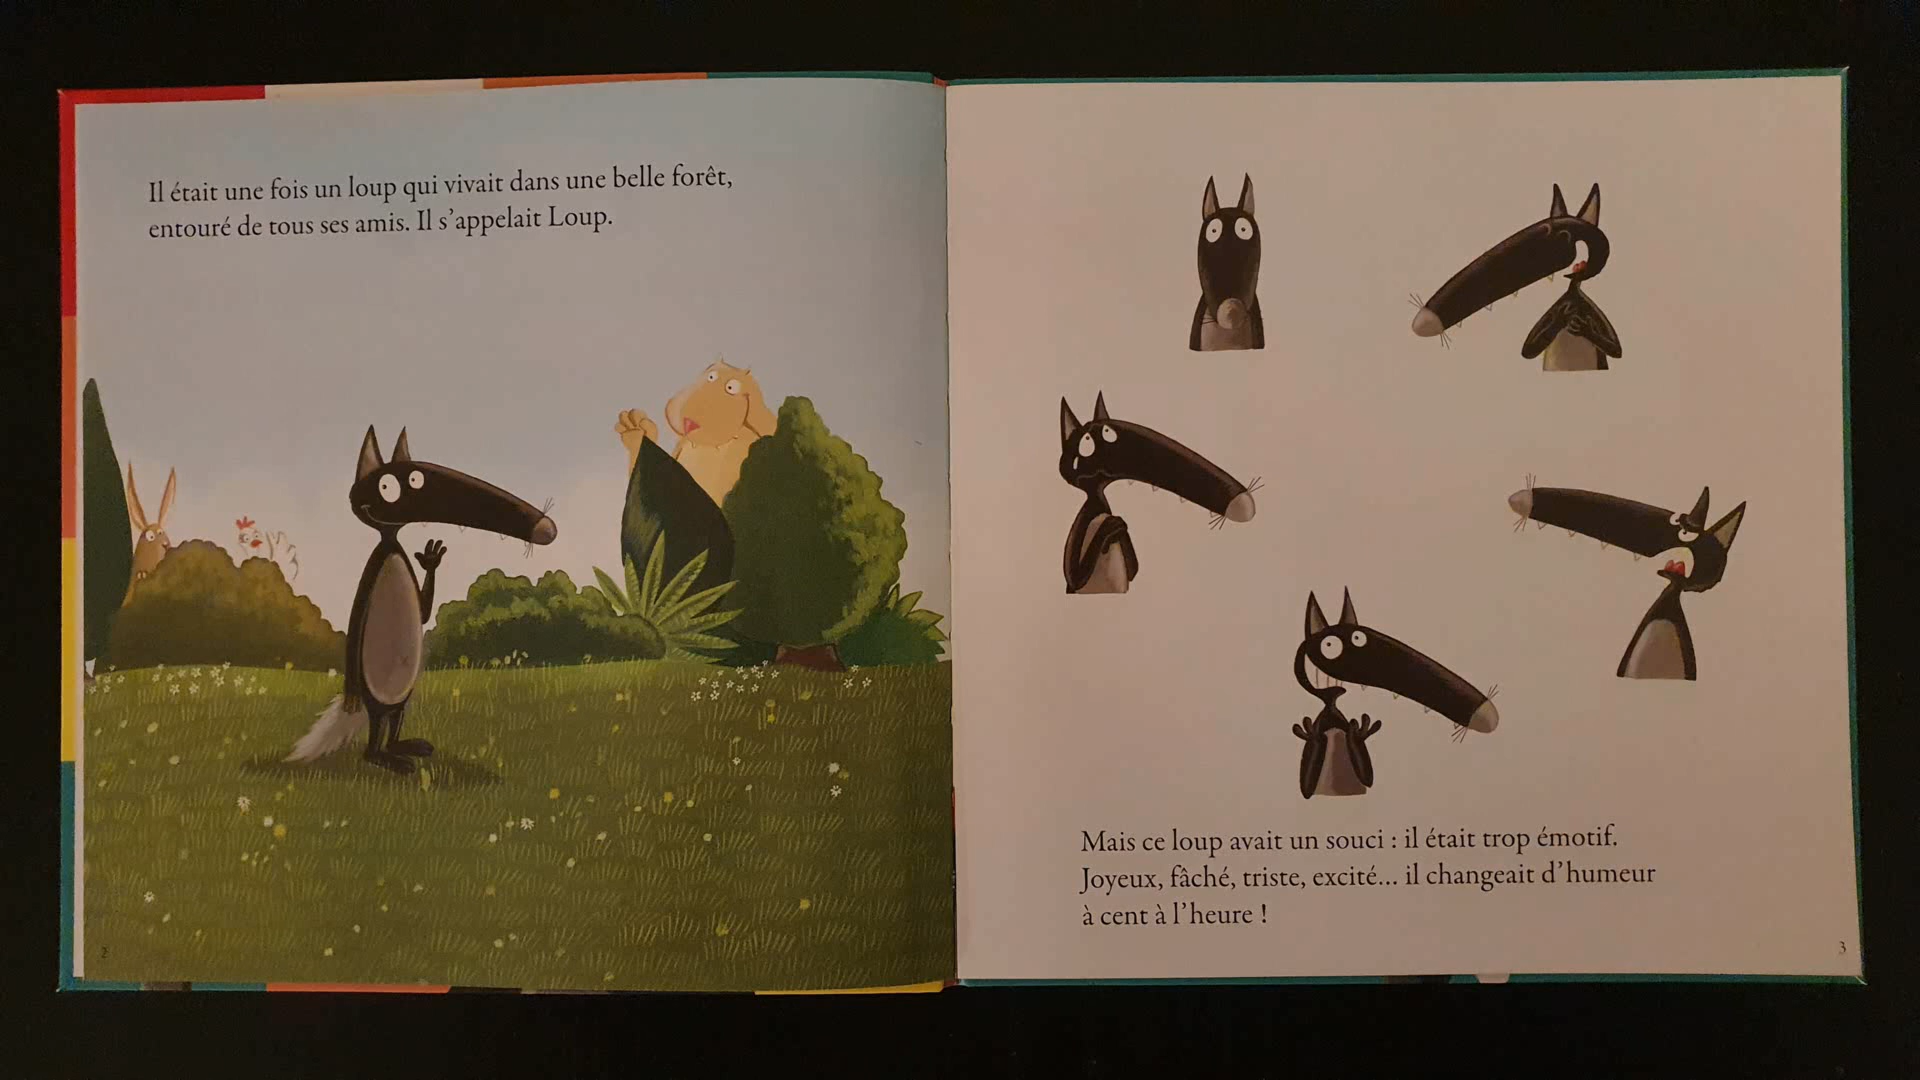 Il était une fois un loup qui vivait dans une belle forêt,
entouré de tous ses amis. Il s'appelait Loup.
2
Mais ce loup avait un souci : il était trop émotif.
Joyeux, fâché, triste, excité... il changeait d'humeur
à cent à l'heure !
3